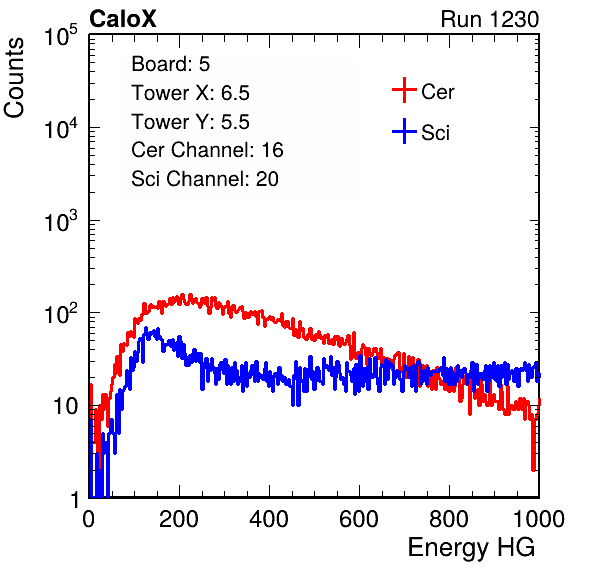 CaloX Run 1230
Counts
Board: 5
Tower X: 6.5
Tower Y: 5.5
Cer Channel: 16
Sci Channel: 20
Cer
Sci
10^5
10^4
10^3
10^2
10
1
0 200 400 600 800 1000
Energy HG